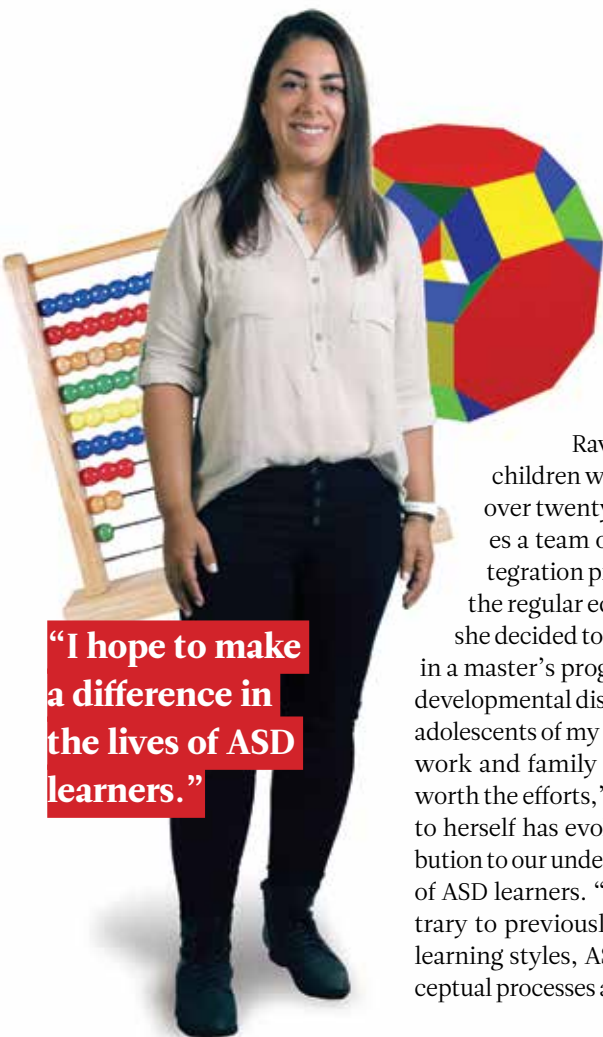 "I hope to make
a difference in
the lives of ASD
learners."
Rav
children w
over twenty
es a team o
tegration p
the regular ec
she decided to
in a master's prog
developmental dis
adolescents of my
work and family
worth the efforts,'
to herself has evo
bution to our unde
of ASD learners. "
trary to previousl
learning styles, AS
ceptual processes a